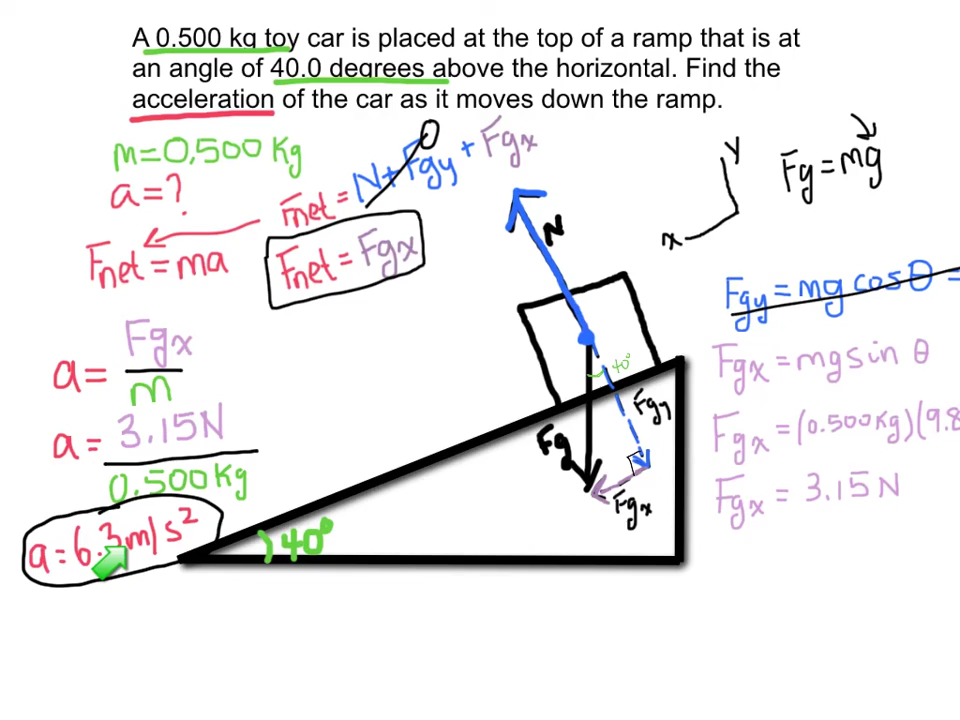 A 0.500 kg toy car is placed at the top of a ramp that is at
an angle of 40.0 degrees above the horizontal. Find the
acceleration of the car as it moves down the ramp.
m=0.500 Kg
a=?
Fnet = N+Fgy + Fgx
0
Fnet = ma
Fnet = Fgx
y
x
Fg = mg
N
a= Fgx
m
a= 3.15N
0.500Kg
a= 6.3m/s²
40°
40°
Fg
Fgy
Fgx
Fgy = mg cos θ =
Fgx = mg sin θ
Fgx = (0.500Kg)(9.8
Fgx = 3.15 N